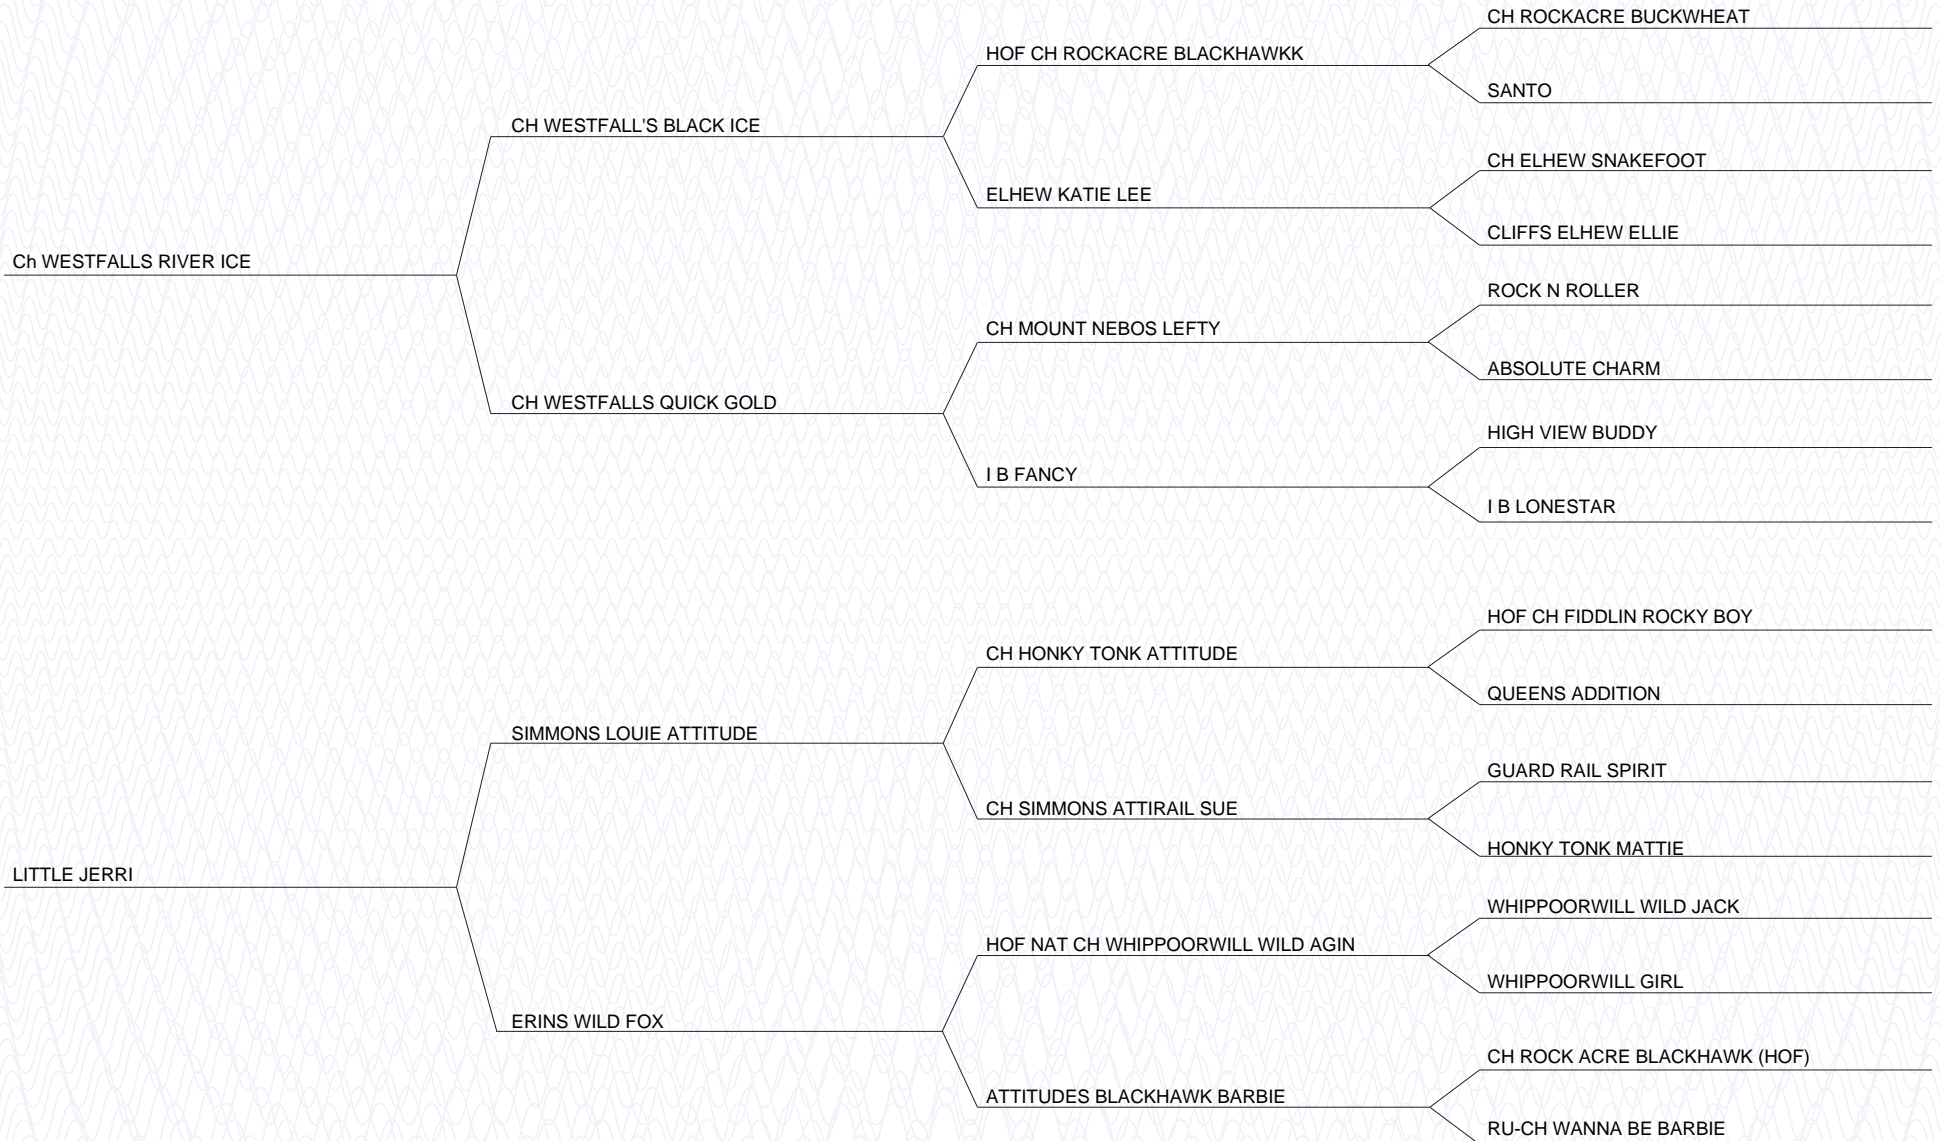 CH ROCKACRE BUCKWHEAT
HOF CH ROCKACRE BLACKHAWKK
SANTO
CH WESTFALL'S BLACK ICE
CH ELHEW SNAKEFOOT
ELHEW KATIE LEE
CLIFFS ELHEW ELLIE
Ch WESTFALLS RIVER ICE
ROCK N ROLLER
CH MOUNT NEBOS LEFTY
ABSOLUTE CHARM
CH WESTFALLS QUICK GOLD
HIGH VIEW BUDDY
I B FANCY
I B LONESTAR
HOF CH FIDDLIN ROCKY BOY
CH HONKY TONK ATTITUDE
QUEENS ADDITION
SIMMONS LOUIE ATTITUDE
GUARD RAIL SPIRIT
CH SIMMONS ATTIRAIL SUE
HONKY TONK MATTIE
LITTLE JERRI
WHIPPOORWILL WILD JACK
HOF NAT CH WHIPPOORWILL WILD AGIN
WHIPPOORWILL GIRL
ERINS WILD FOX
CH ROCK ACRE BLACKHAWK (HOF)
ATTITUDES BLACKHAWK BARBIE
RU-CH WANNA BE BARBIE